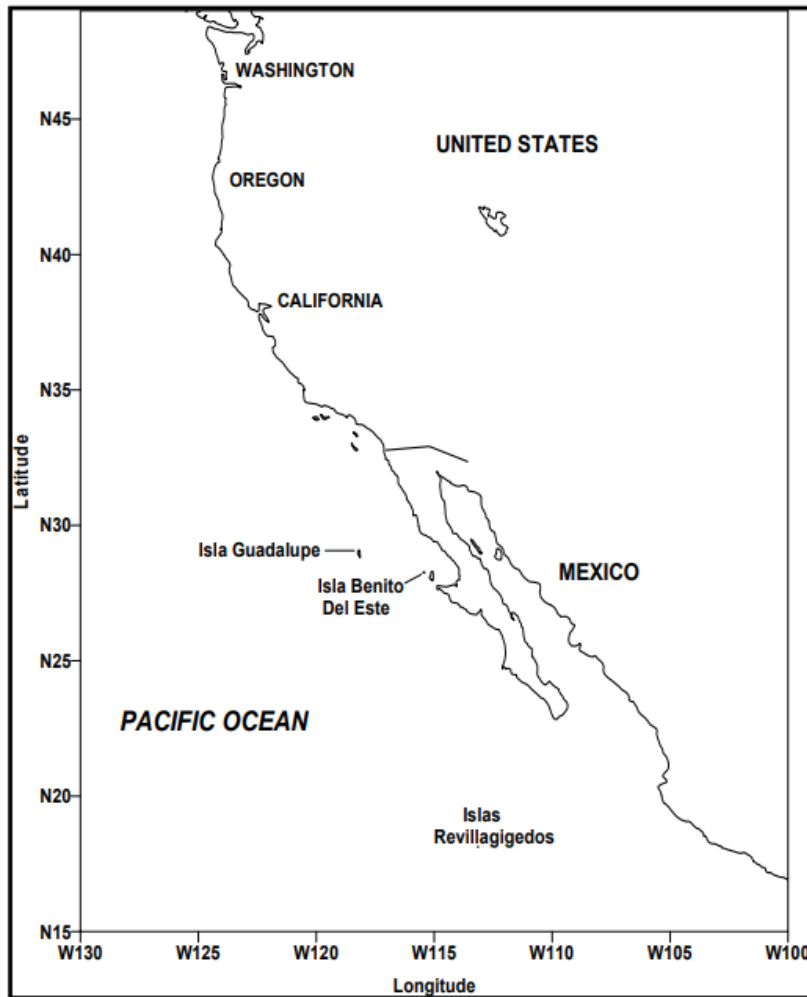 WASHINGTON
N45
UNITED STATES
OREGON
N40
CALIFORNIA
N35
Latitude
N30
Isla Guadalupe
Isla Benito
Del Este
MEXICO
N25
PACIFIC OCEAN
N20
Islas
Revillagigedos
N15
W130 W125 W120 W115 W110 W105 W100
Longitude